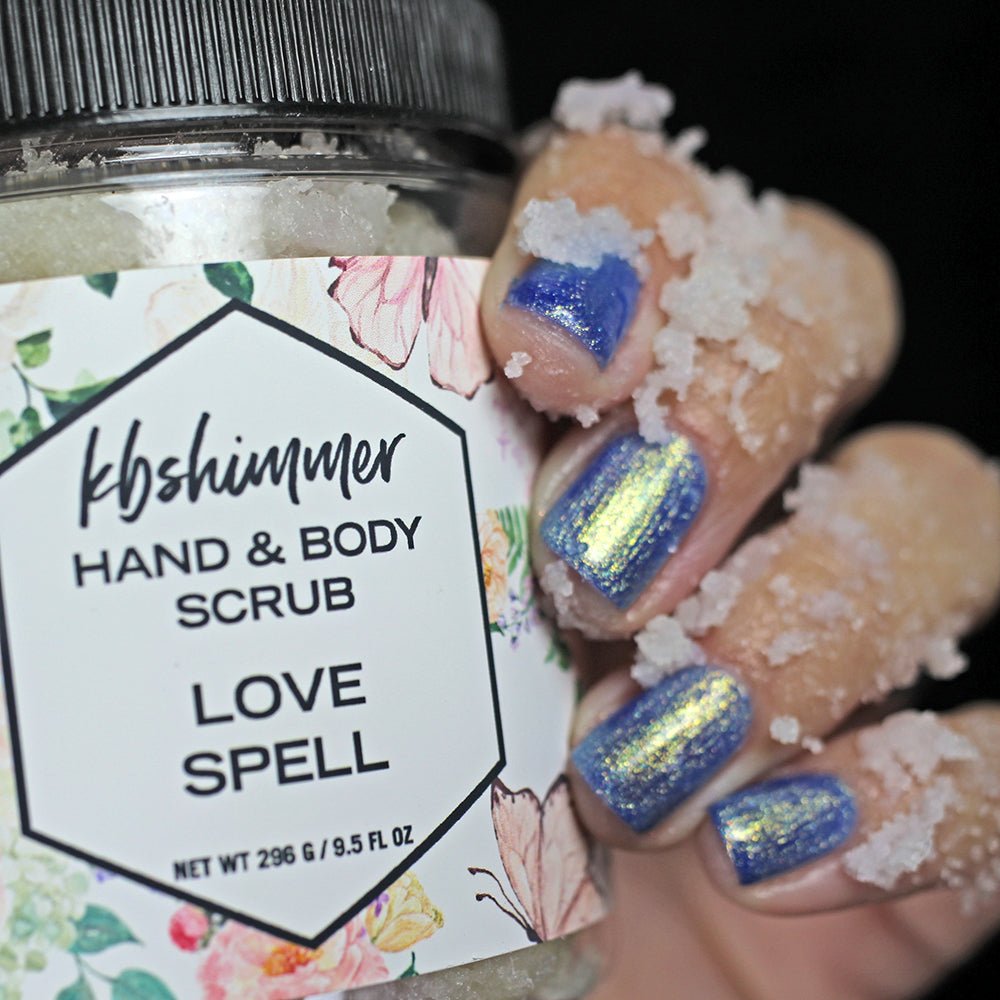 kbshimmer
HAND & BODY
SCRUB
LOVE
SPELL
NET WT 296 G / 9.5 FL OZ